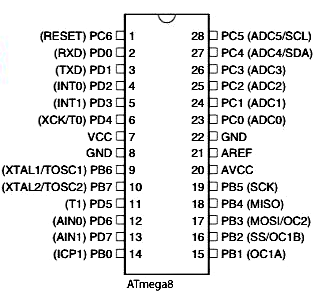 (RESET) PC6 1 28 PC5 (ADC5/SCL)
(RXD) PD0 2 27 PC4 (ADC4/SDA)
(TXD) PD1 3 26 PC3 (ADC3)
(INT0) PD2 4 25 PC2 (ADC2)
(INT1) PD3 5 24 PC1 (ADC1)
(XCK/T0) PD4 6 23 PC0 (ADC0)
VCC 7 22 GND
GND 8 21 AREF
(XTAL1/TOSC1) PB6 9 20 AVCC
(XTAL2/TOSC2) PB7 10 19 PB5 (SCK)
(T1) PD5 11 18 PB4 (MISO)
(AIN0) PD6 12 17 PB3 (MOSI/OC2)
(AIN1) PD7 13 16 PB2 (SS/OC1B)
(ICP1) PB0 14 15 PB1 (OC1A)
ATmega8